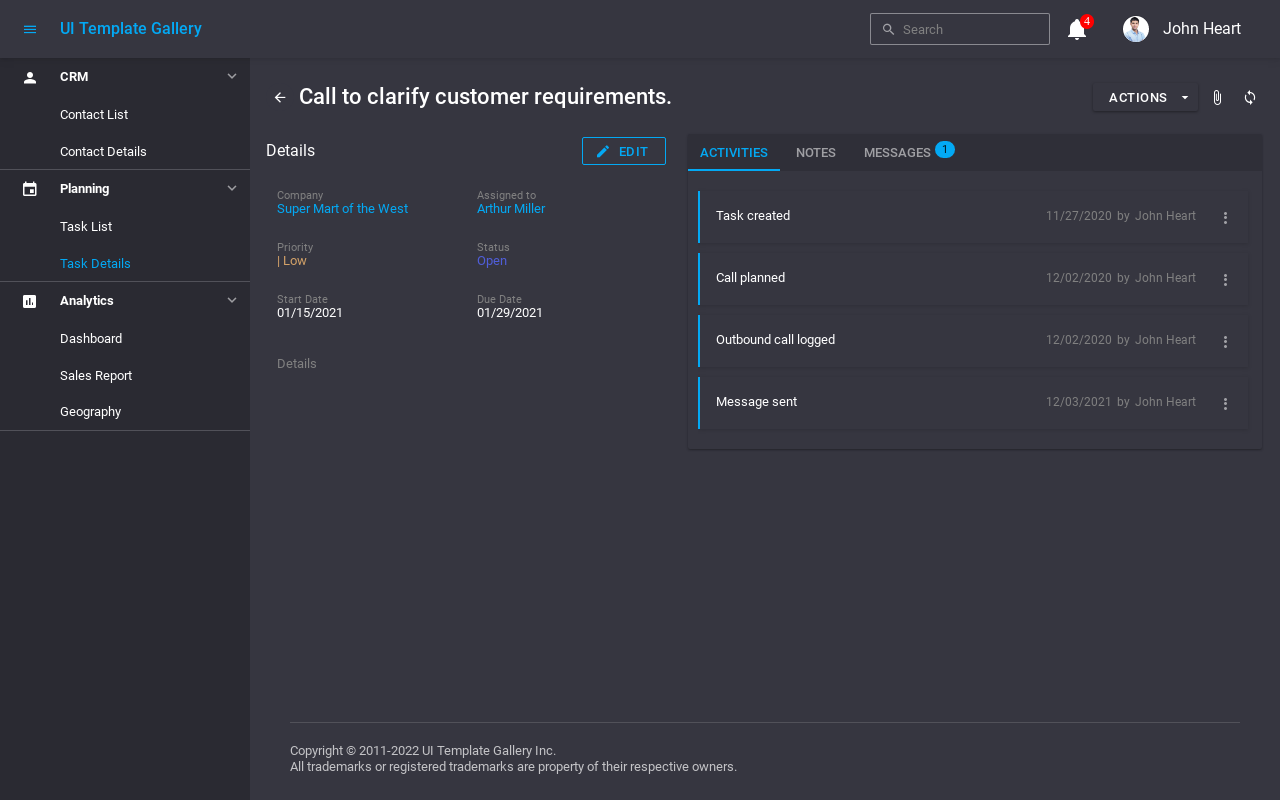 UI Template Gallery
Search
4
John Heart
CRM
Contact List
Contact Details
Planning
Task List
Task Details
Analytics
Dashboard
Sales Report
Geography
Call to clarify customer requirements.
ACTIONS
Details
EDIT
Company
Super Mart of the West
Assigned to
Arthur Miller
Priority
| Low
Status
Open
Start Date
01/15/2021
Due Date
01/29/2021
Details
ACTIVITIES
NOTES
MESSAGES 1
Task created 11/27/2020 by John Heart
Call planned 12/02/2020 by John Heart
Outbound call logged 12/02/2020 by John Heart
Message sent 12/03/2021 by John Heart
Copyright © 2011-2022 UI Template Gallery Inc.
All trademarks or registered trademarks are property of their respective owners.